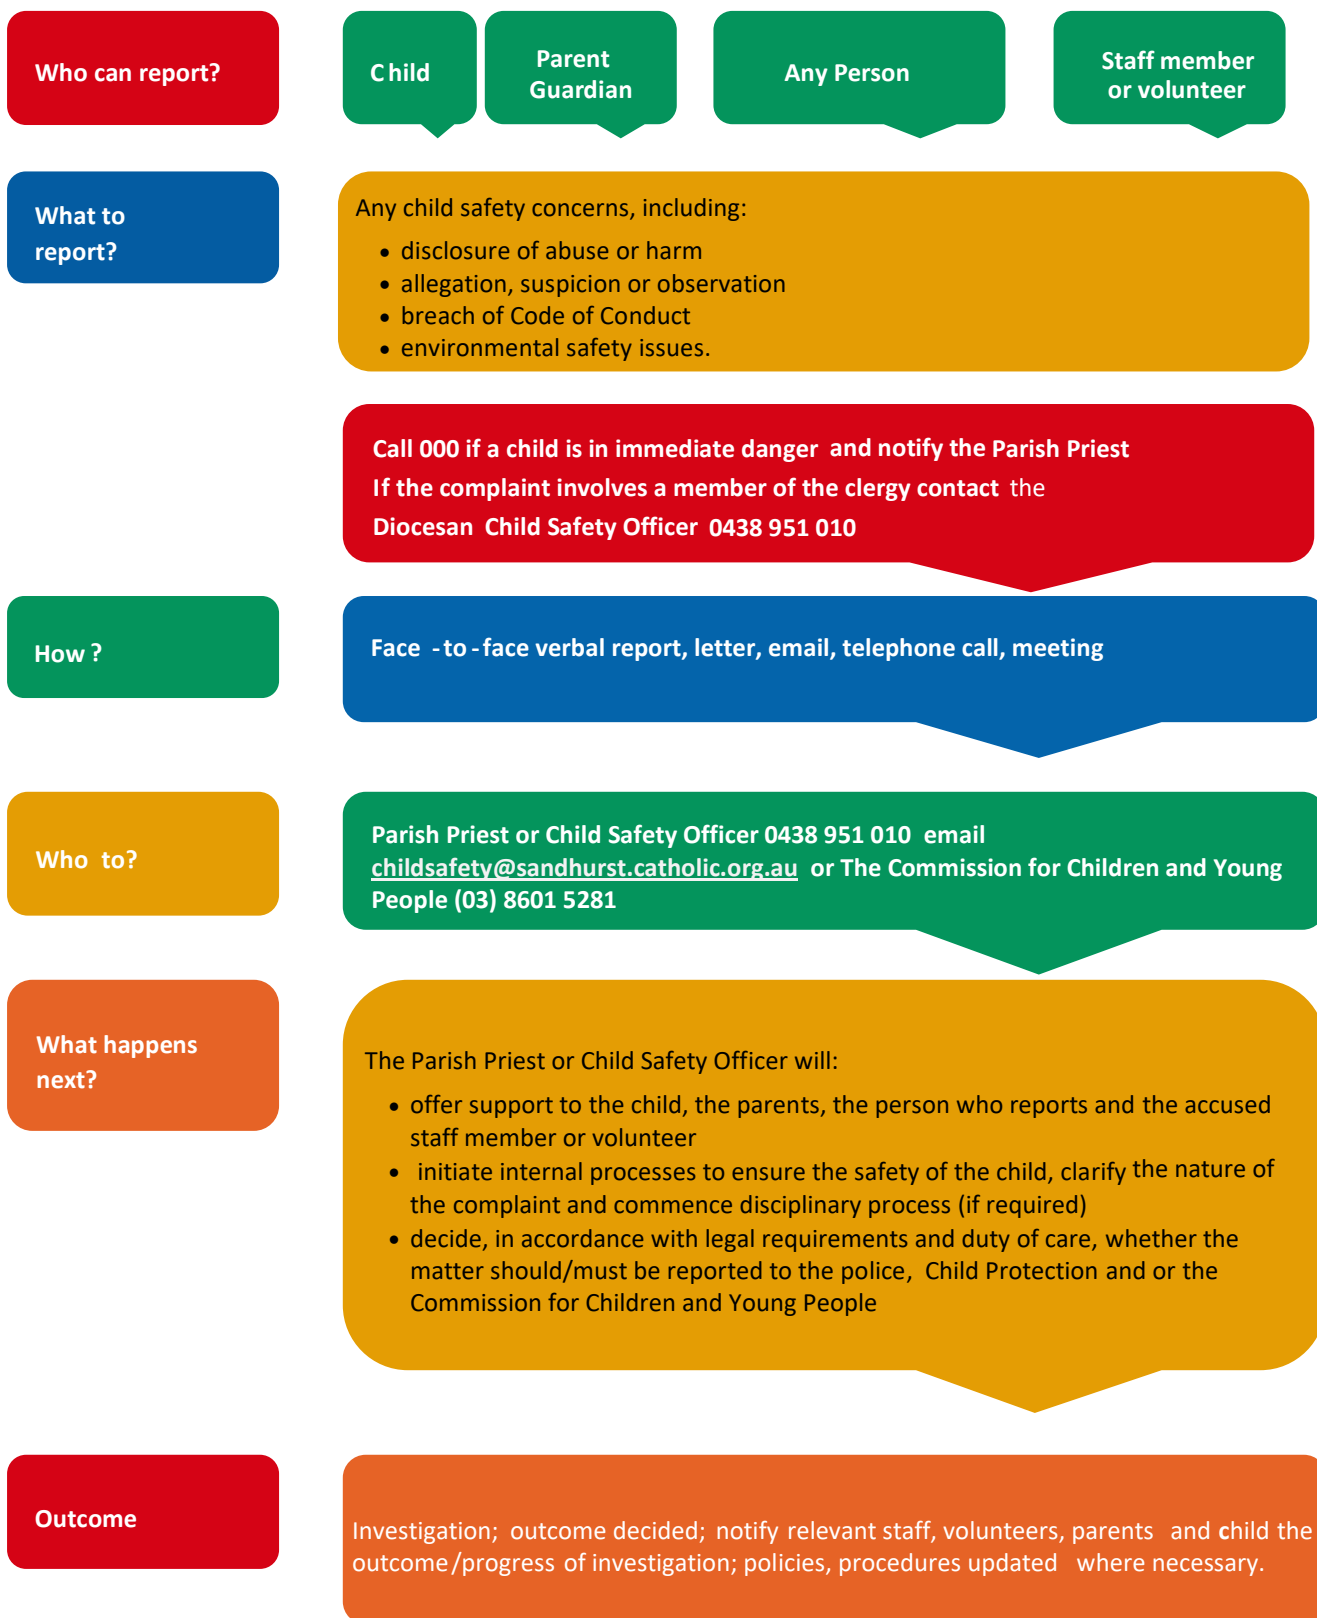 Who can report?
Child
Parent
Guardian
Any Person
Staff member
or volunteer
What to
report?
Any child safety concerns, including:
• disclosure of abuse or harm
• allegation, suspicion or observation
• breach of Code of Conduct
• environmental safety issues.
Call 000 if a child is in immediate danger and notify the Parish Priest
If the complaint involves a member of the clergy contact the
Diocesan Child Safety Officer 0438 951 010
How ?
Face -to-face verbal report, letter, email, telephone call, meeting
Who to?
Parish Priest or Child Safety Officer 0438 951 010 email
childsafety@sandhurst.catholic.org.au or The Commission for Children and Young
People (03) 8601 5281
What happens
next?
The Parish Priest or Child Safety Officer will:
• offer support to the child, the parents, the person who reports and the accused
staff member or volunteer
• initiate internal processes to ensure the safety of the child, clarify the nature of
the complaint and commence disciplinary process (if required)
• decide, in accordance with legal requirements and duty of care, whether the
matter should/must be reported to the police, Child Protection and or the
Commission for Children and Young People
Outcome
Investigation; outcome decided; notify relevant staff, volunteers, parents and child the
outcome/progress of investigation; policies, procedures updated where necessary.